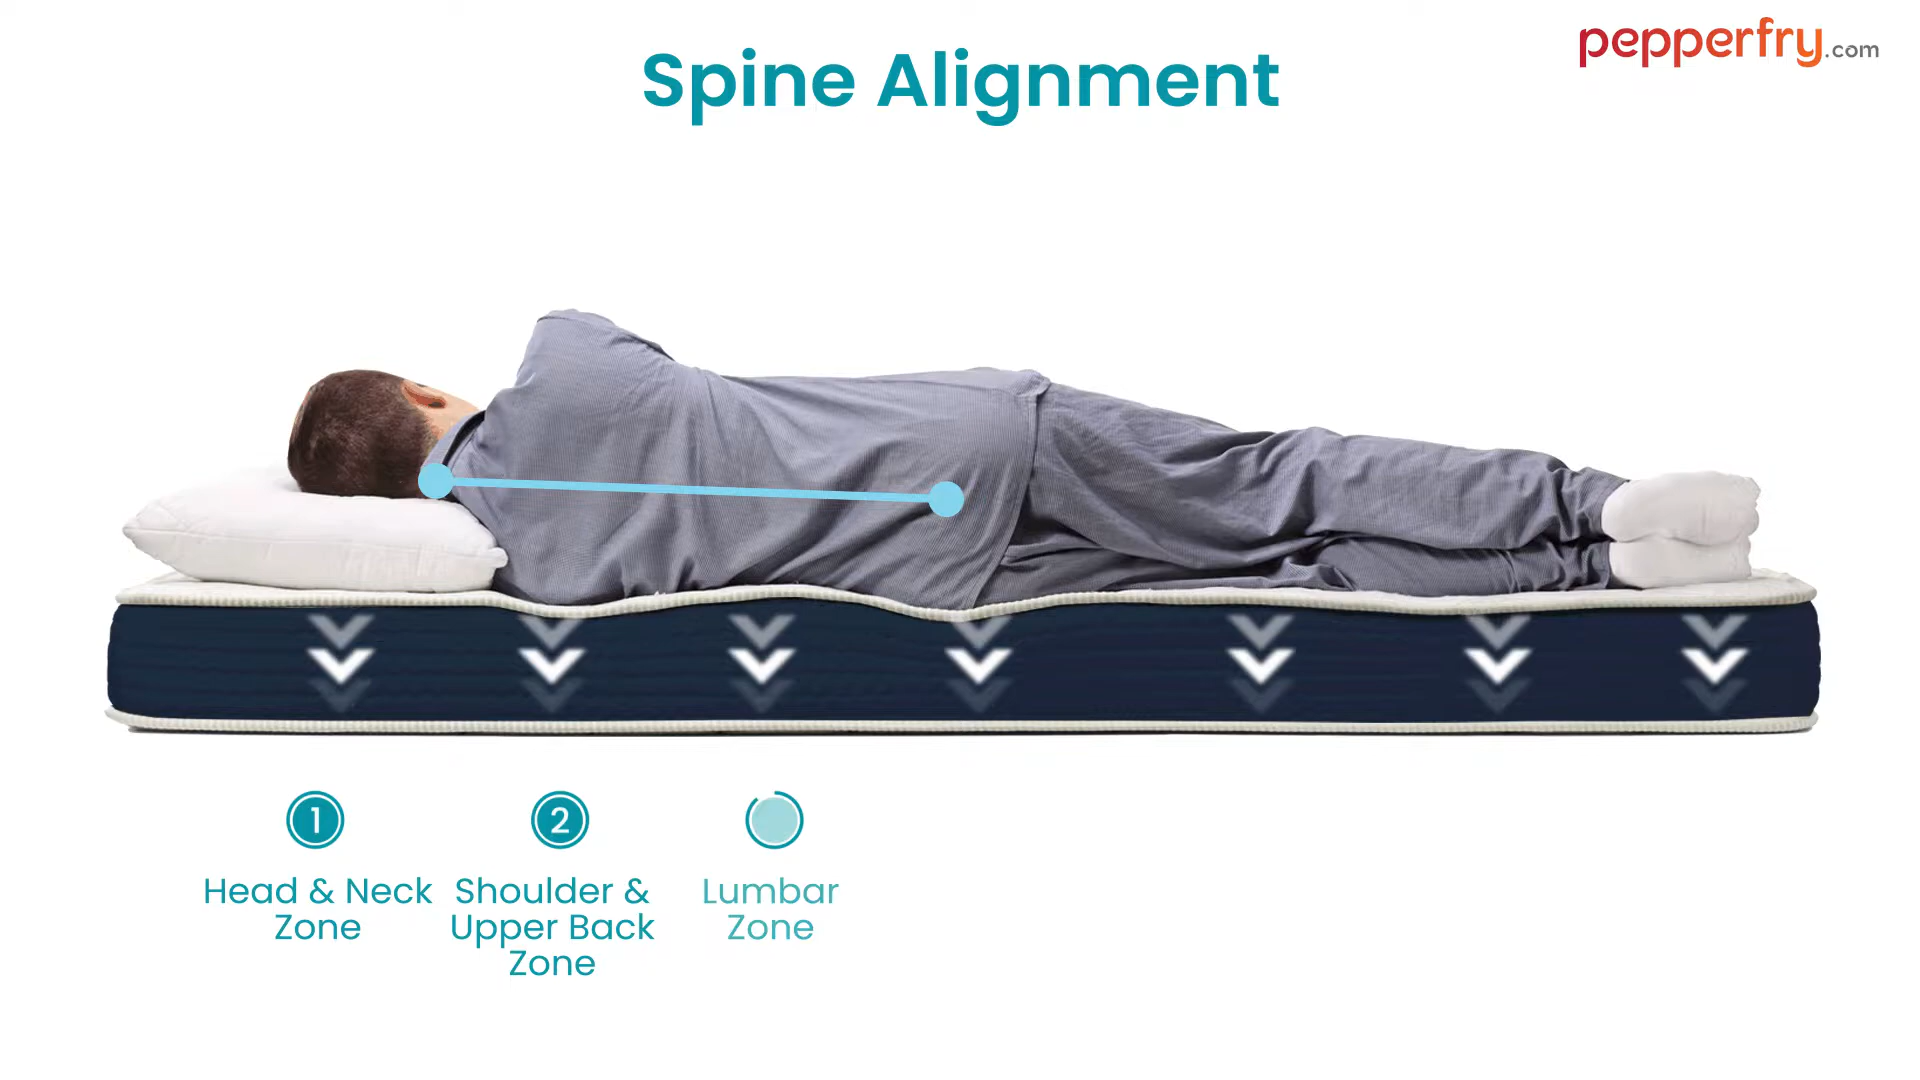 pepperfry.com
Spine Alignment
1
2
Head & Neck
Zone
Shoulder &
Upper Back
Zone
Lumbar
Zone